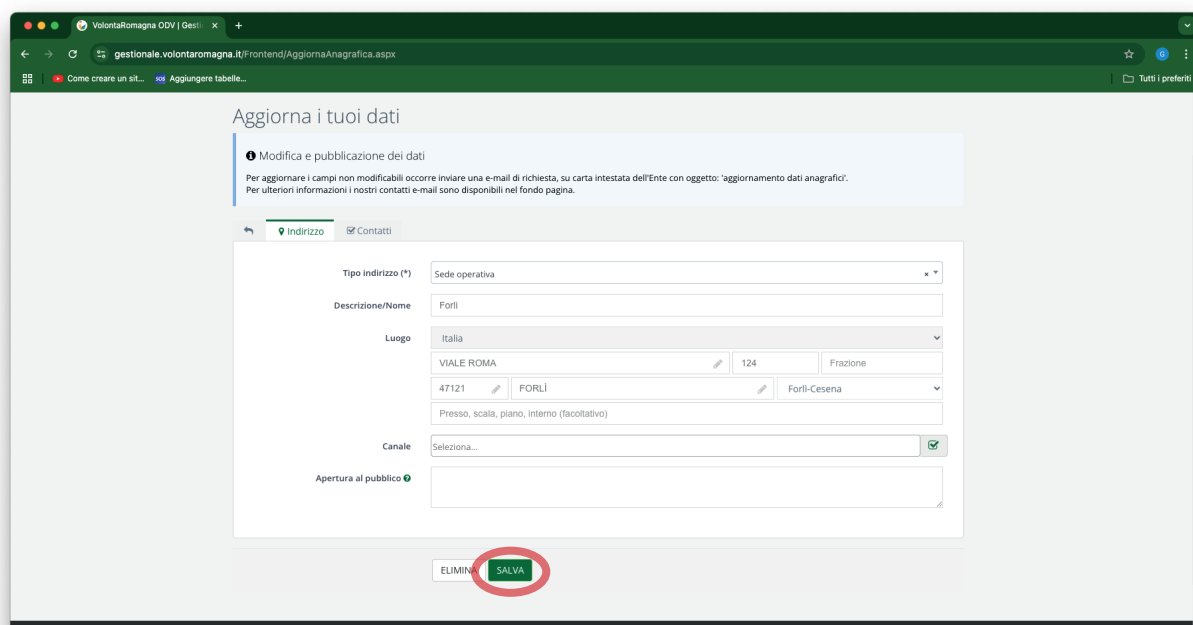 VolontaRomagna ODV | Gesti
gestionale.volontaromagna.it/Frontend/AggiornaAnagrafica.aspx
G
Come creare un sit...
SOS Aggiungere tabelle...
Tutti i preferiti
Aggiorna i tuoi dati
Modifica e pubblicazione dei dati
Per aggiornare i campi non modificabili occorre inviare una e-mail di richiesta, su carta intestata dell'Ente con oggetto: 'aggiornamento dati anagrafici'.
Per ulteriori informazioni i nostri contatti e-mail sono disponibili nel fondo pagina.
Indirizzo Contatti
Tipo indirizzo (*) Sede operativa
Descrizione/Nome Forlì
Luogo Italia
VIALE ROMA 124 Frazione
47121 FORLÌ Forlì-Cesena
Presso, scala, piano, interno (facoltativo)
Canale Seleziona...
Apertura al pubblico
ELIMINA SALVA